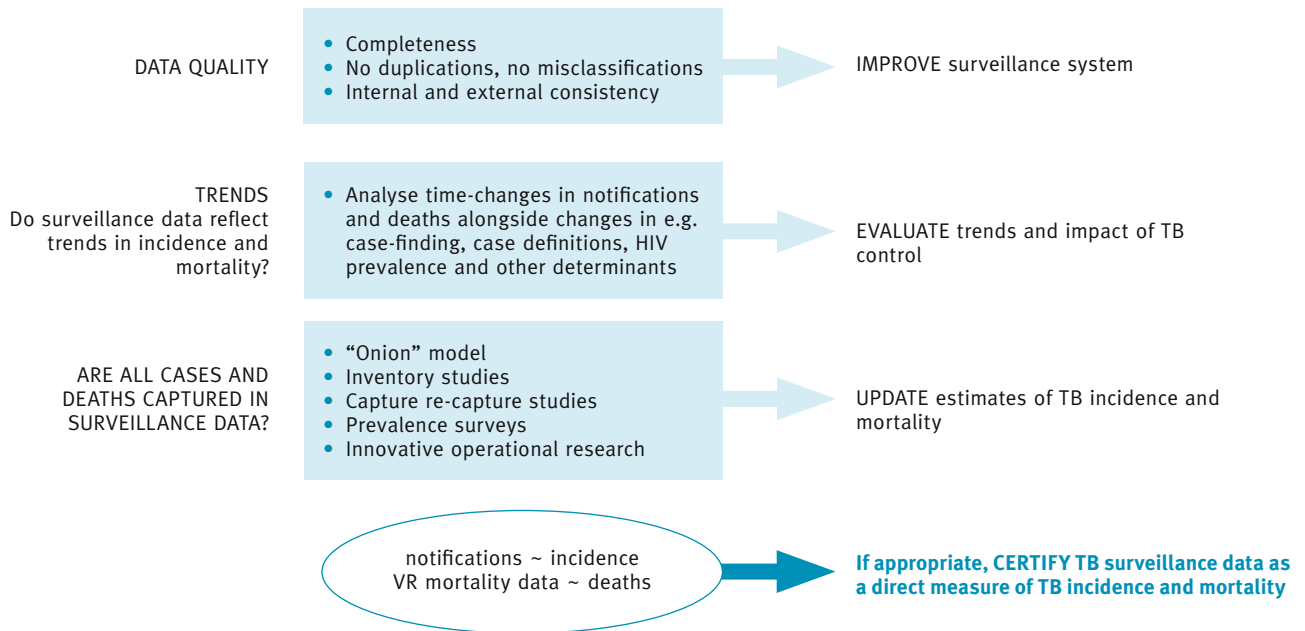 DATA QUALITY
• Completeness
• No duplications, no misclassifications
• Internal and external consistency
IMPROVE surveillance system
TRENDS
Do surveillance data reflect
trends in incidence and
mortality?
• Analyse time-changes in notifications
and deaths alongside changes in e.g.
case-finding, case definitions, HIV
prevalence and other determinants
EVALUATE trends and impact of TB
control
ARE ALL CASES AND
DEATHS CAPTURED IN
SURVEILLANCE DATA?
• “Onion” model
• Inventory studies
• Capture re-capture studies
• Prevalence surveys
• Innovative operational research
UPDATE estimates of TB incidence and
mortality
notifications ~ incidence
VR mortality data ~ deaths
If appropriate, CERTIFY TB surveillance data as
a direct measure of TB incidence and mortality